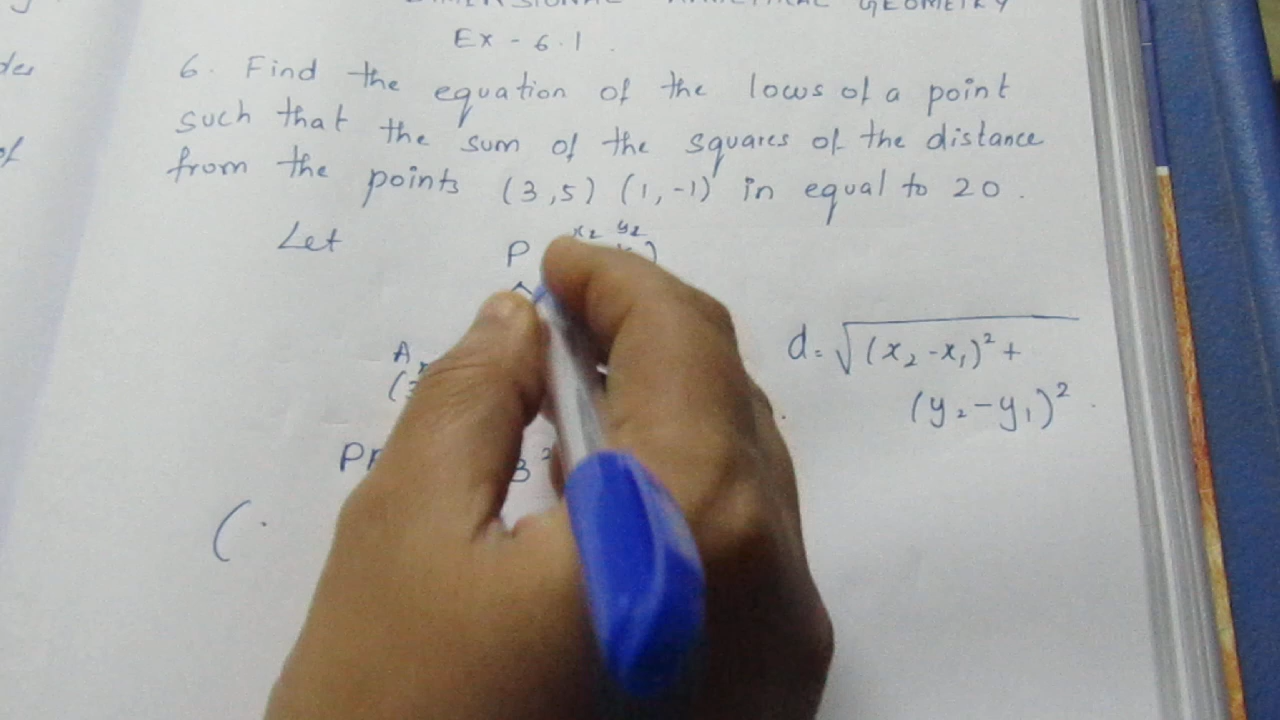 GEOMETRY
Ex - 6.1
6. Find the equation of the locus of a point
such that the sum of the squares of the distance
from the points (3,5) (1,-1) in equal to 20.
Let
x₂ y₂
P
A
d = √(x₂ - x₁)² +
(y₂ - y₁)²
(